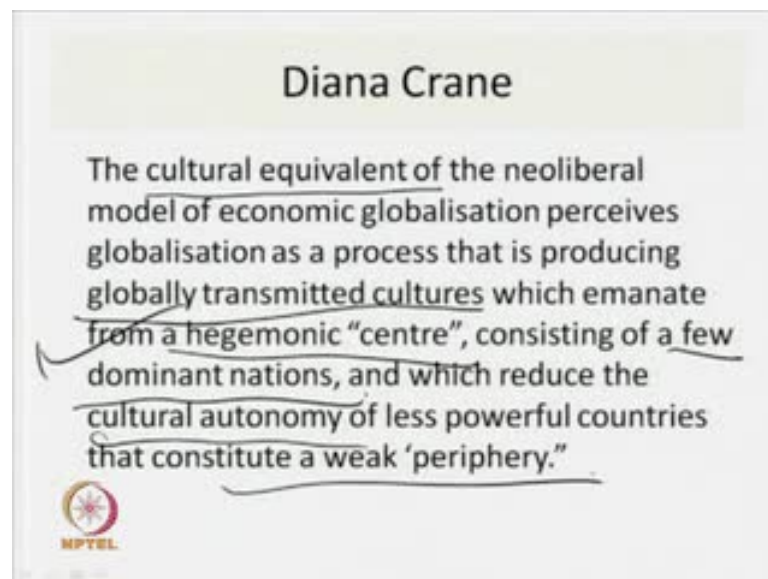 Diana Crane
The cultural equivalent of the neoliberal
model of economic globalisation perceives
globalisation as a process that is producing
globally transmitted cultures which emanate
from a hegemonic “centre”, consisting of a few
dominant nations, and which reduce the
cultural autonomy of less powerful countries
that constitute a weak ‘periphery.”
NPTEL